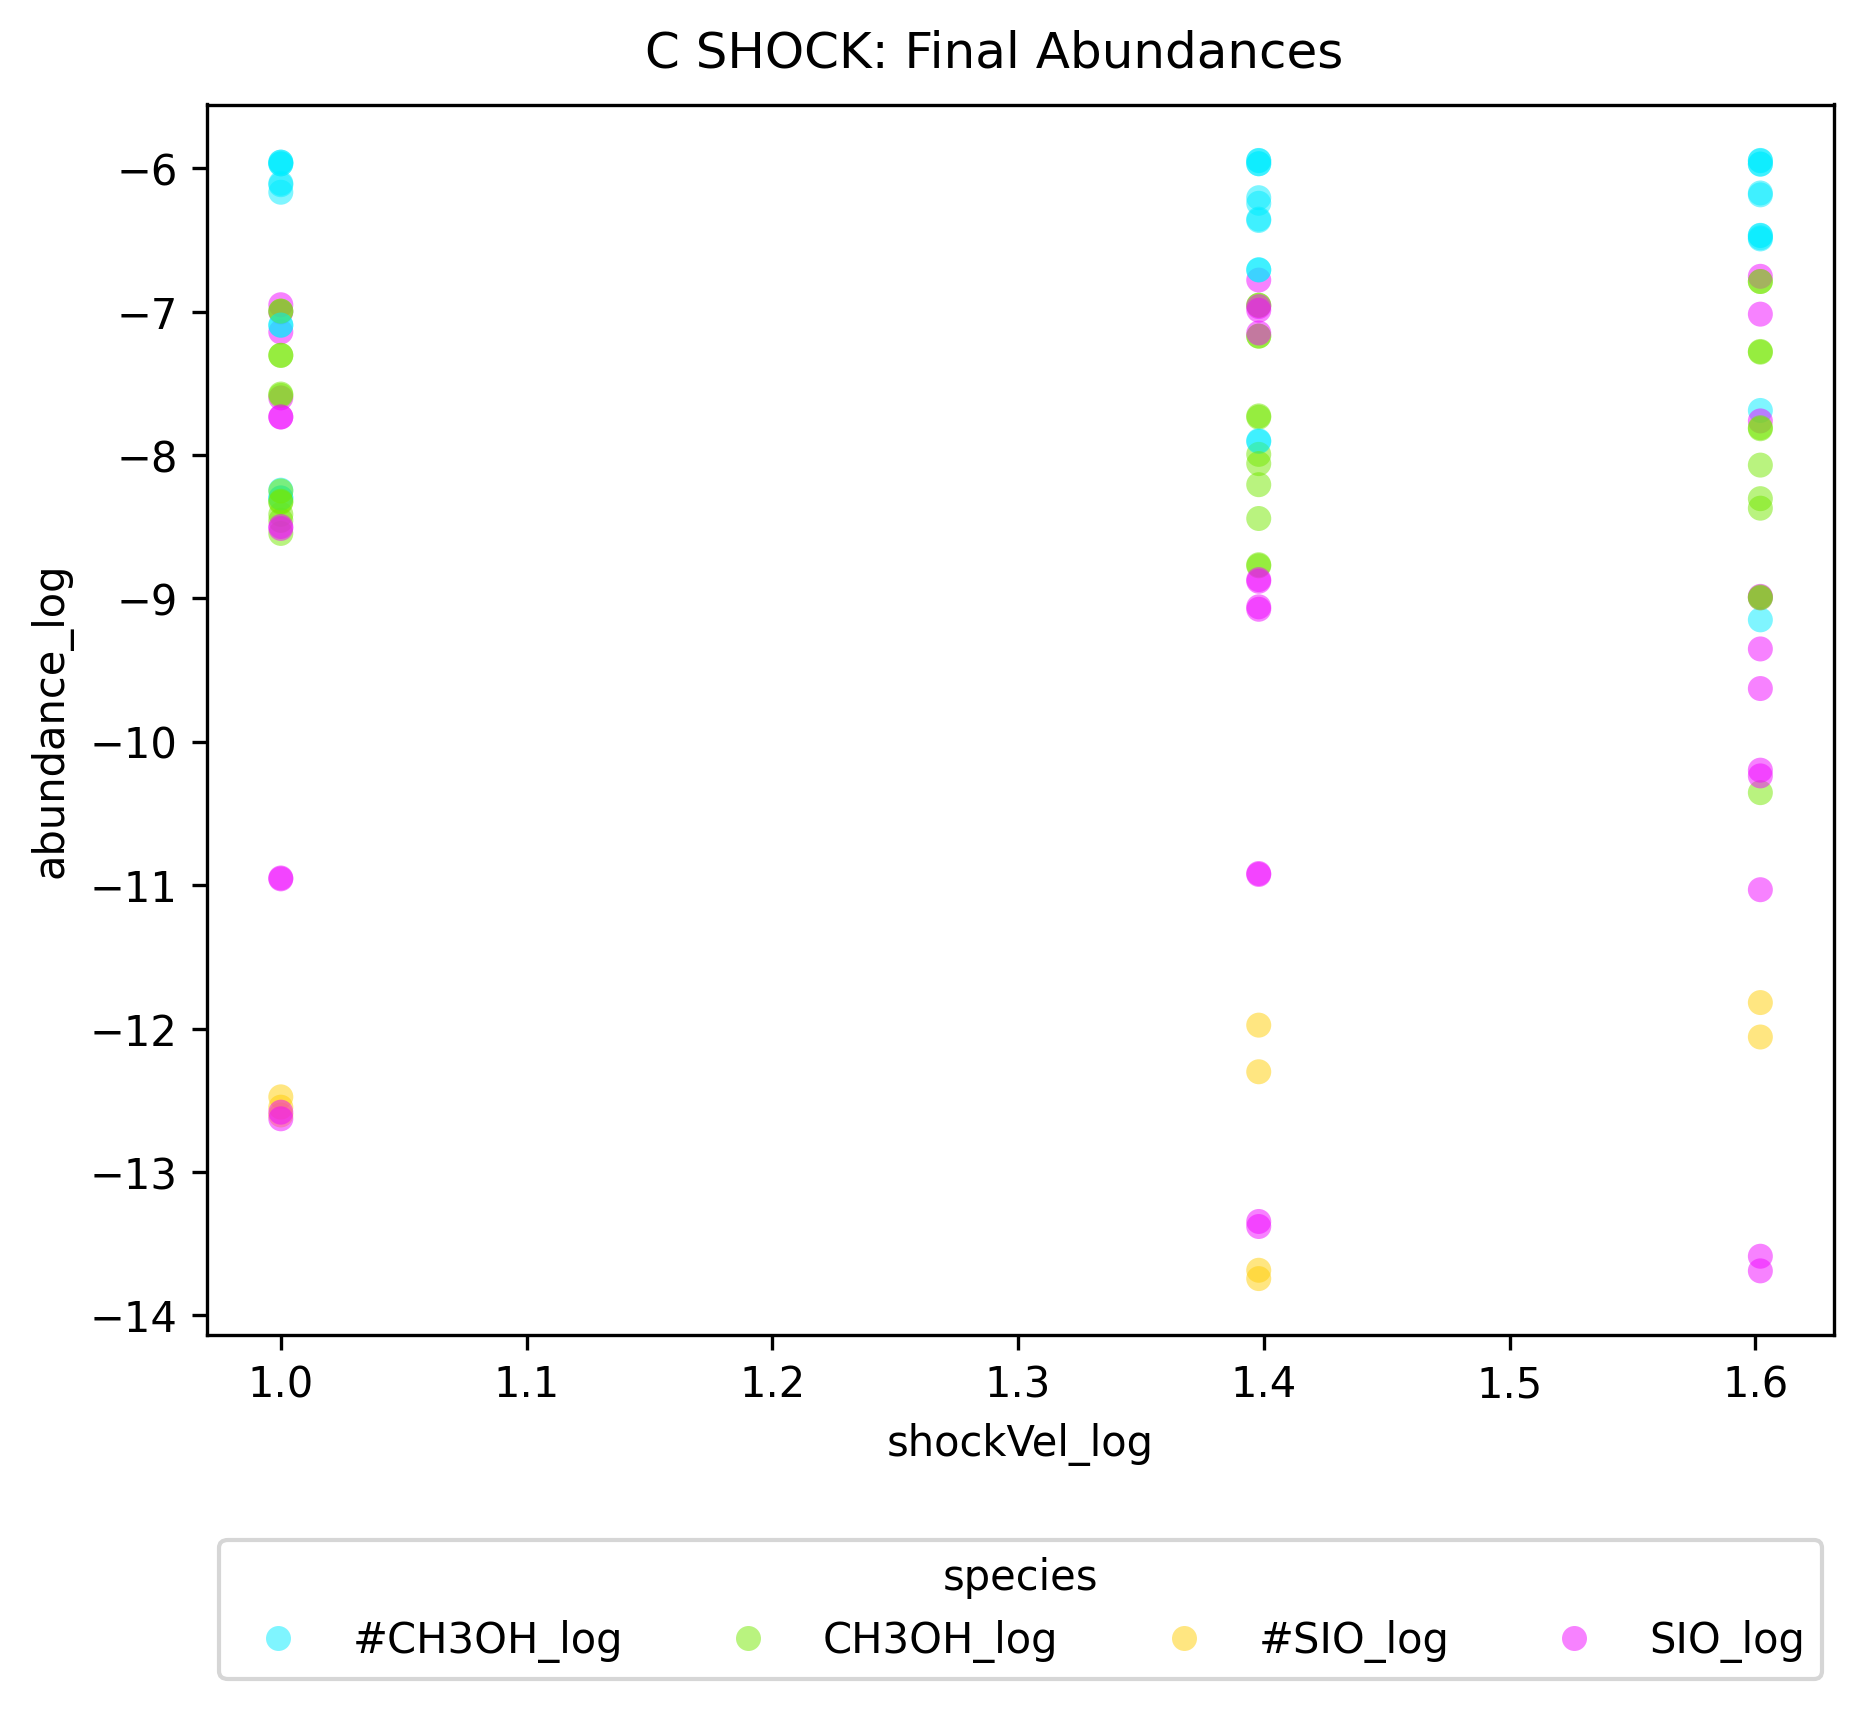 C SHOCK: Final Abundances
abundance_log
−6
−7
−8
−9
−10
−11
−12
−13
−14
1.0 1.1 1.2 1.3 1.4 1.5 1.6
shockVel_log
species
#CH3OH_log CH3OH_log #SIO_log SIO_log